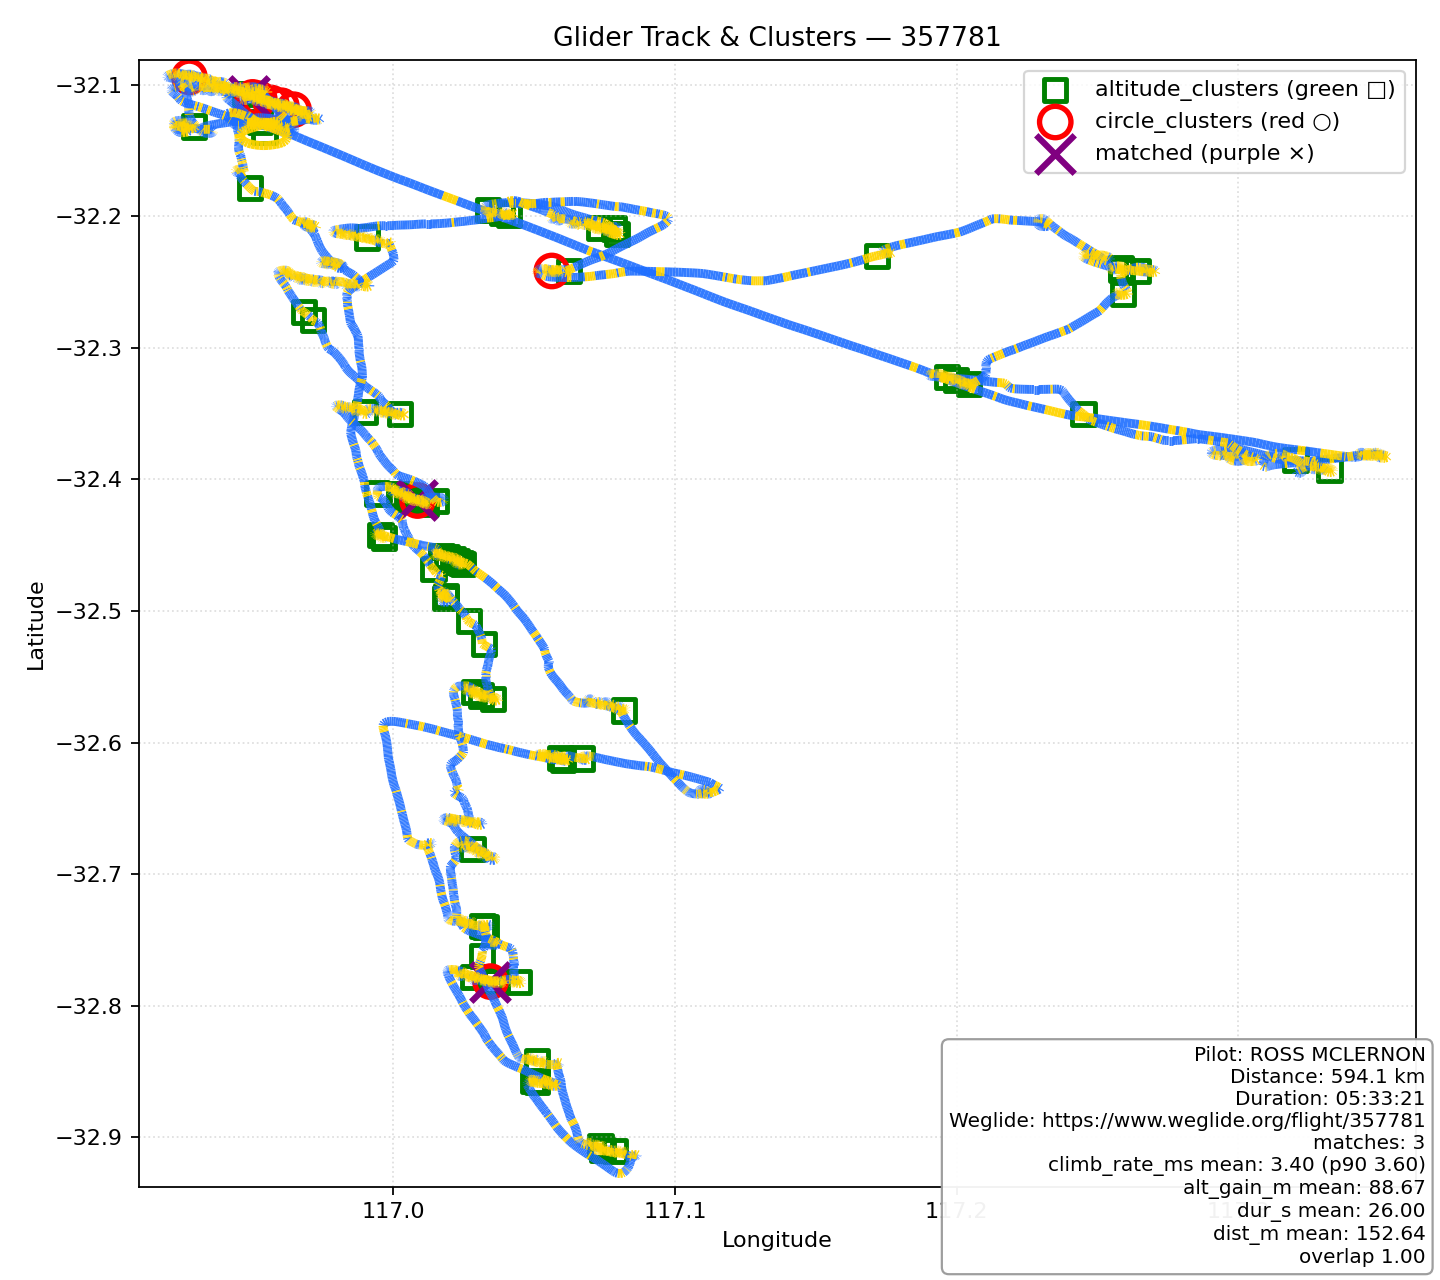 Glider Track & Clusters — 357781
altitude_clusters (green □)
circle_clusters (red ○)
matched (purple ×)
Latitude
−32.1
−32.2
−32.3
−32.4
−32.5
−32.6
−32.7
−32.8
−32.9
117.0
117.1
117.2
Longitude
Pilot: ROSS MCLERNON
Distance: 594.1 km
Duration: 05:33:21
Weglide: https://www.weglide.org/flight/357781
matches: 3
climb_rate_ms mean: 3.40 (p90 3.60)
alt_gain_m mean: 88.67
dur_s mean: 26.00
dist_m mean: 152.64
overlap 1.00